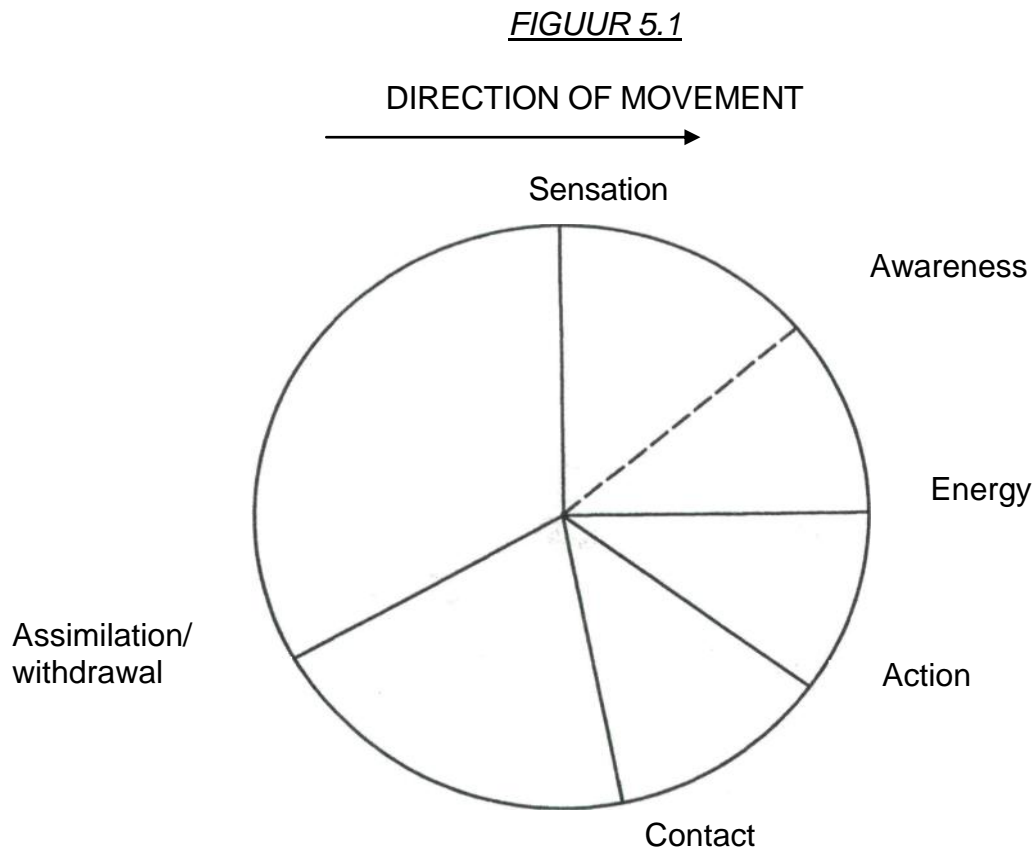 FIGUUR 5.1
DIRECTION OF MOVEMENT
Sensation
Awareness
Energy
Assimilation/
withdrawal
Action
Contact